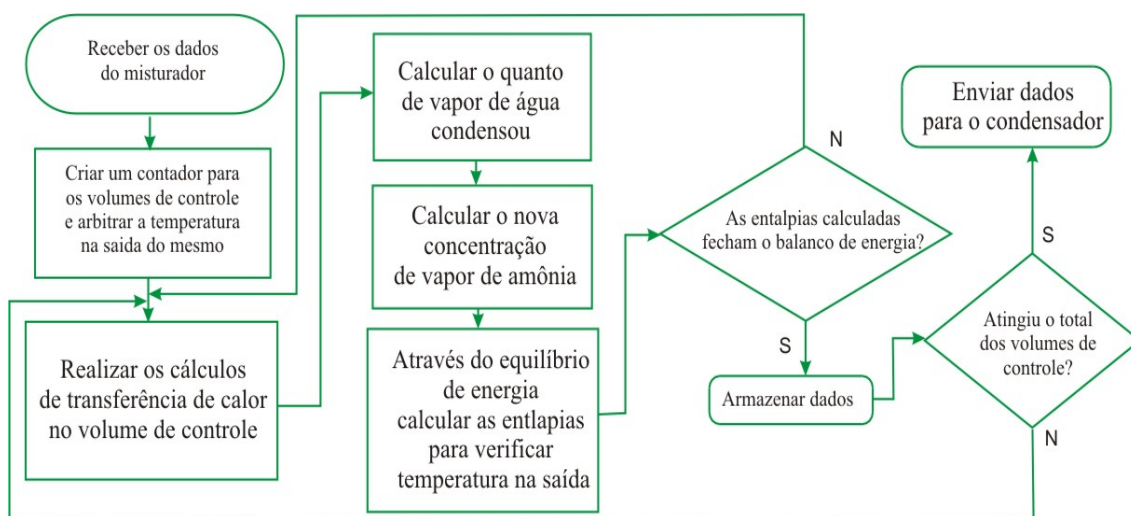 Receber os dados
do misturador
Criar um contador para
os volumes de controle
e arbitrar a temperatura
na saida do mesmo
Realizar os cálculos
de transferência de calor
no volume de controle
Calcular o quanto
de vapor de água
condensou
Calcular o nova
concentração
de vapor de amônia
Através do equilíbrio
de energia
calcular as entlapias
para verificar
temperatura na saída
N
As entalpias calculadas
fecham o balanco de energia?
S
Armazenar dados
Enviar dados
para o condensador
S
Atingiu o total
dos volumes de
controle?
N